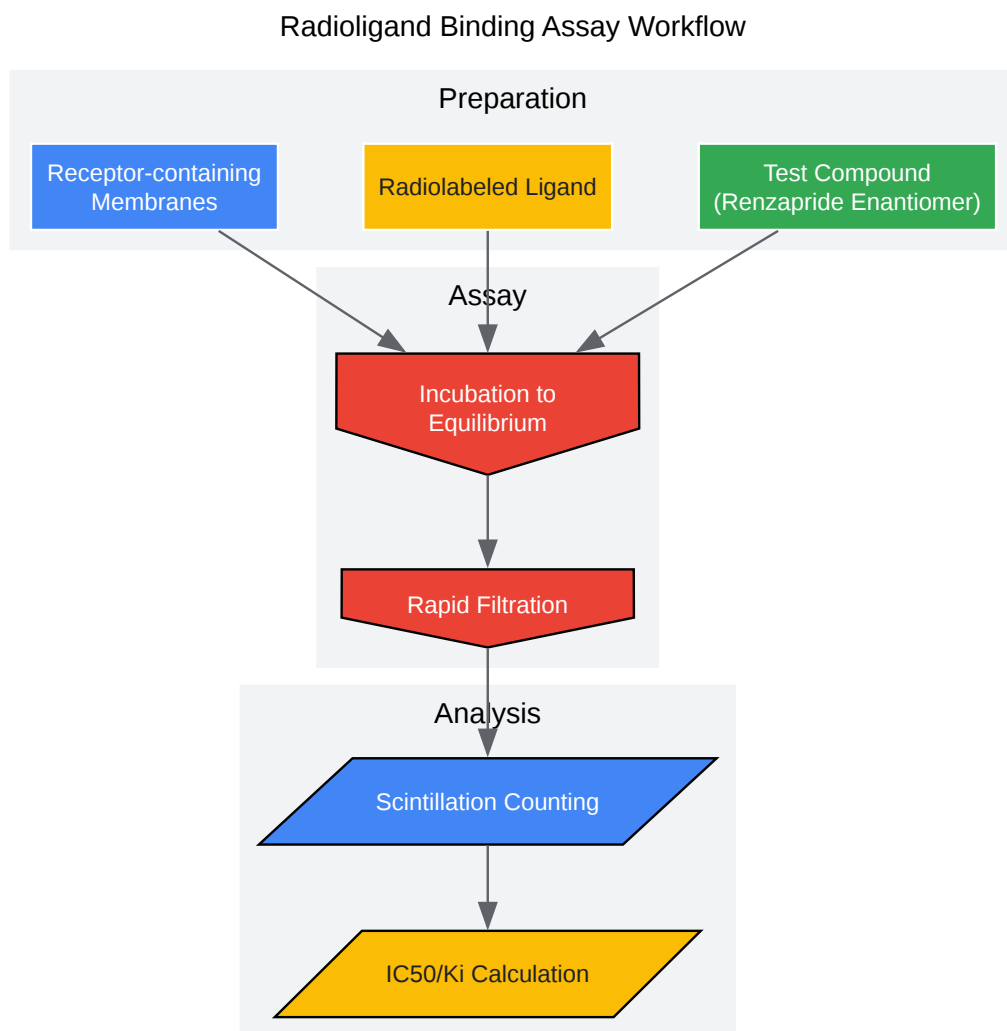 Radioligand Binding Assay Workflow
Preparation
Receptor-containing
Membranes
Radiolabeled Ligand
Test Compound
(Renzapride Enantiomer)
Assay
Incubation to
Equilibrium
Rapid Filtration
Analysis
Scintillation Counting
IC50/Ki Calculation